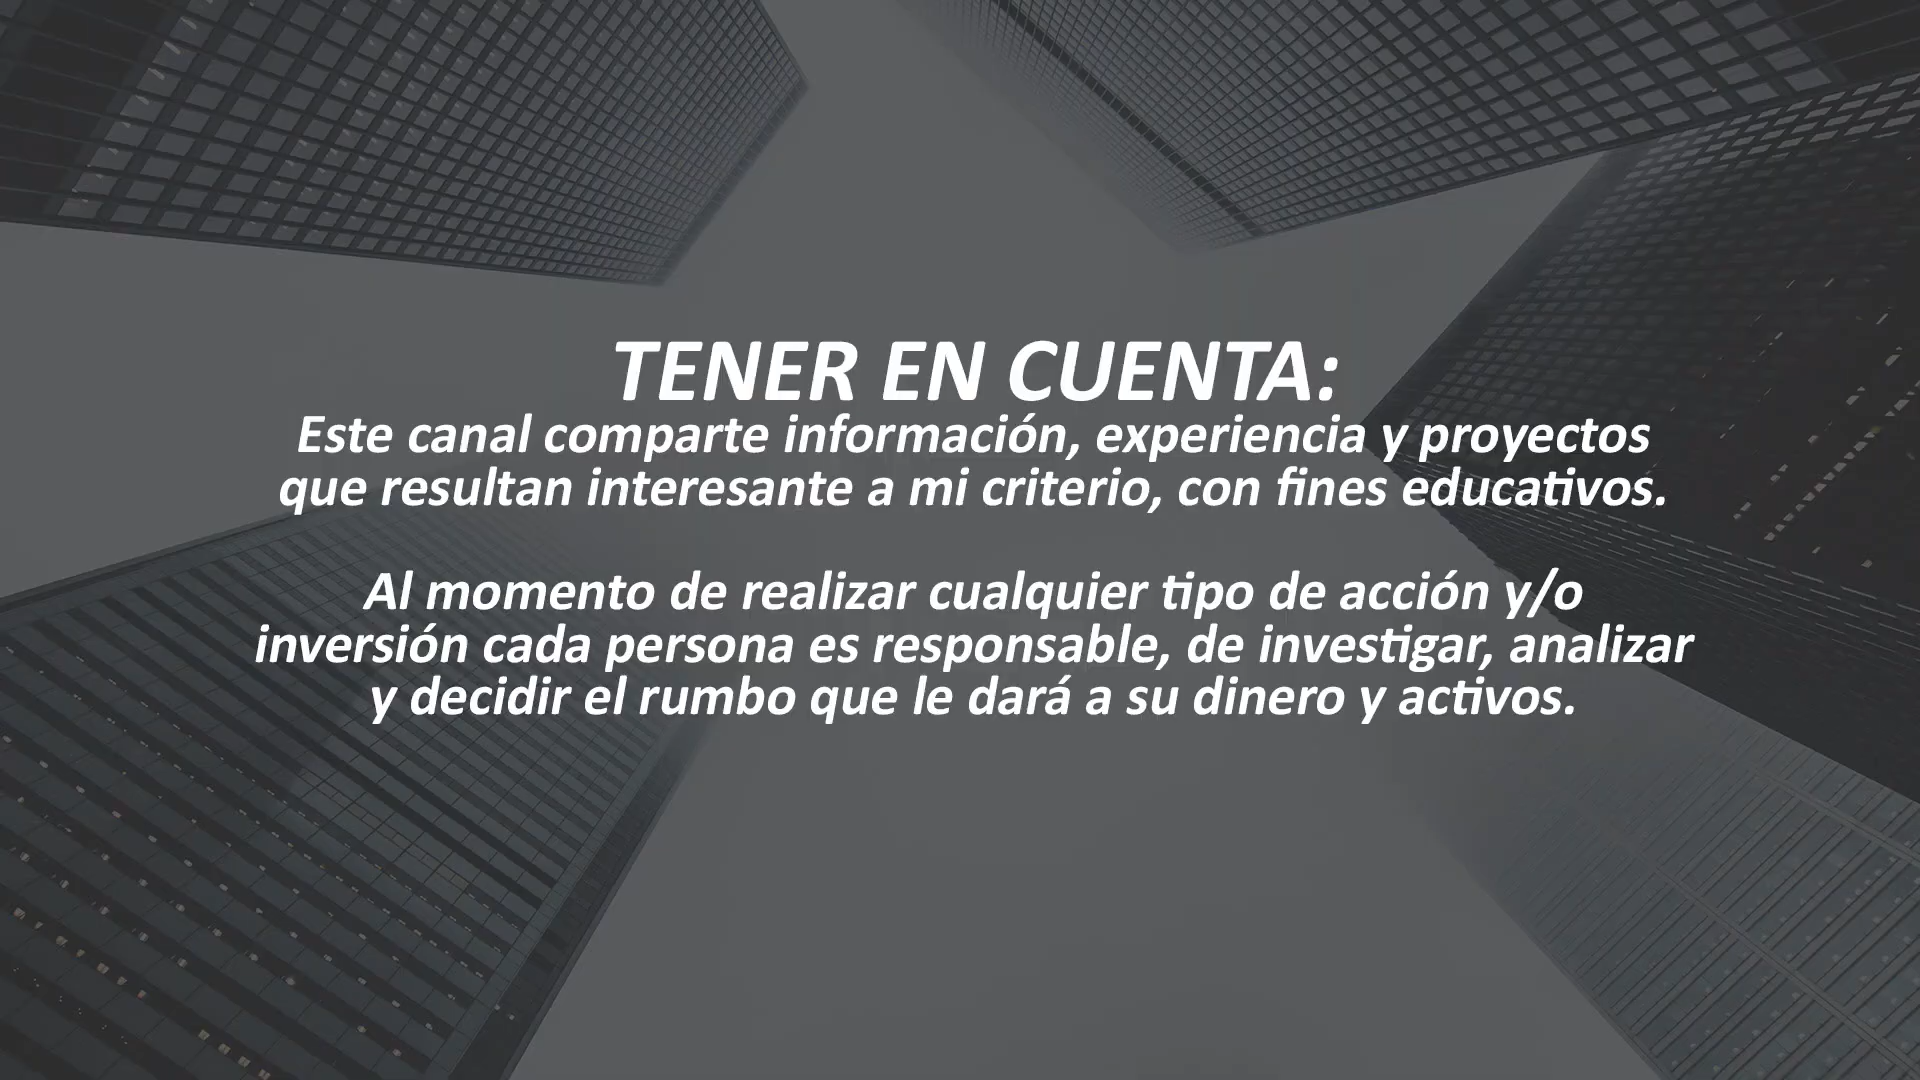 TENER EN CUENTA:
Este canal comparte información, experiencia y proyectos
que resultan interesante a mi criterio, con fines educativos.
Al momento de realizar cualquier tipo de acción y/o
inversión cada persona es responsable, de investigar, analizar
y decidir el rumbo que le dará a su dinero y activos.